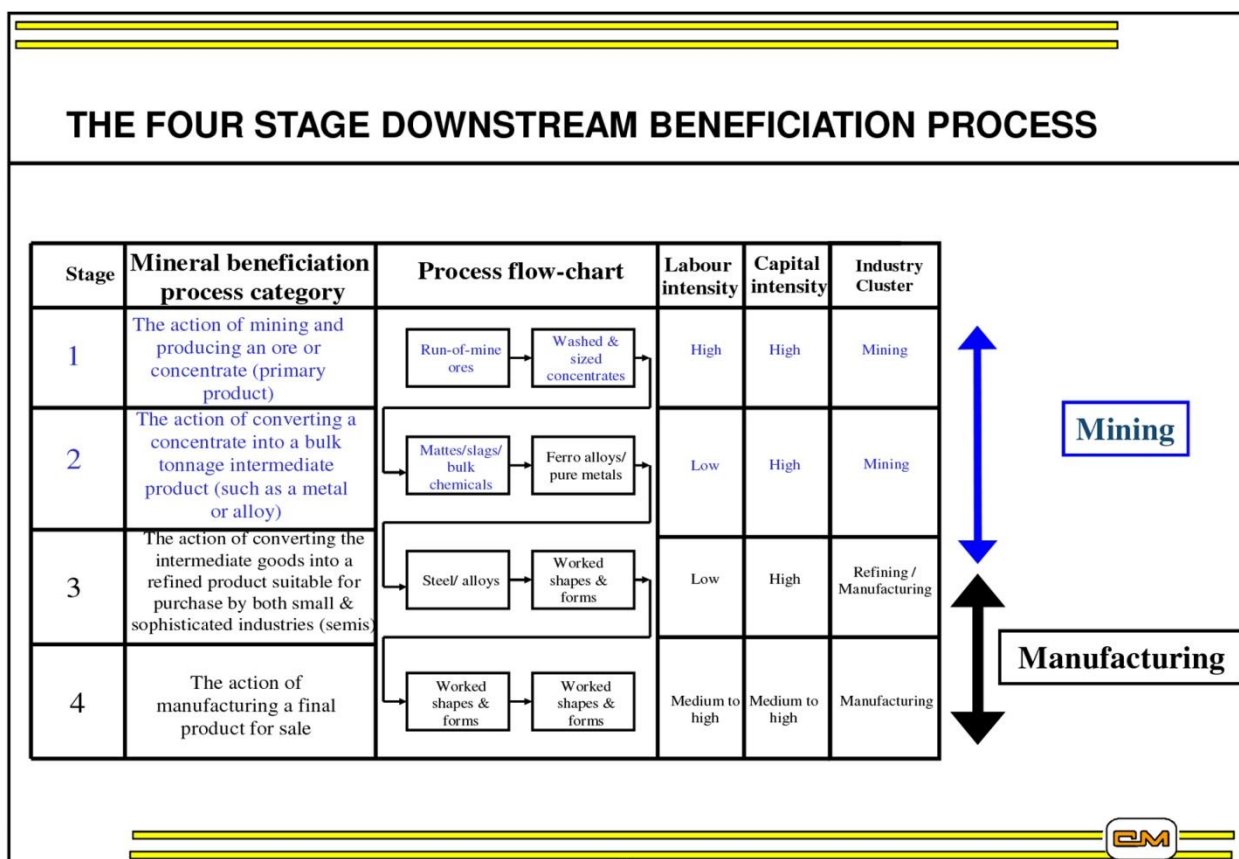 THE FOUR STAGE DOWNSTREAM BENEFICIATION PROCESS
Stage
Mineral beneficiation
process category
Process flow-chart
Labour
intensity
Capital
intensity
Industry
Cluster
1
The action of mining and
producing an ore or
concentrate (primary
product)
Run-of-mine
ores
Washed &
sized
concentrates
High
High
Mining
2
The action of converting a
concentrate into a bulk
tonnage intermediate
product (such as a metal
or alloy)
Mattes/slags/
bulk
chemicals
Ferro alloys/
pure metals
Low
High
Mining
3
The action of converting the
intermediate goods into a
refined product suitable for
purchase by both small &
sophisticated industries (semis)
Steel/ alloys
Worked
shapes &
forms
Low
High
Refining /
Manufacturing
4
The action of
manufacturing a final
product for sale
Worked
shapes &
forms
Worked
shapes &
forms
Medium to
high
Medium to
high
Manufacturing
Mining
Manufacturing
CM